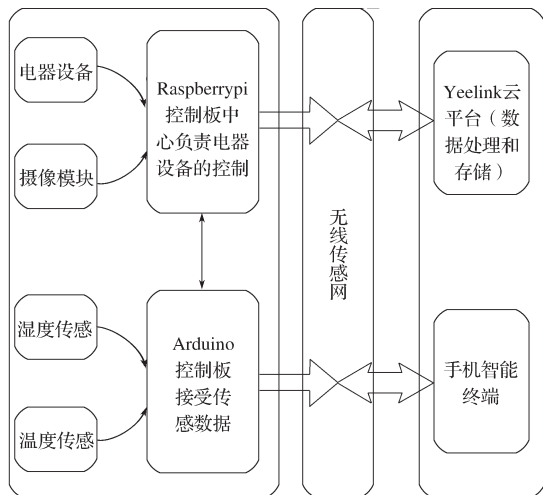 电器设备
摄像模块
Raspberrypi
控制板中
心负责电器
设备的控制
湿度传感
温度传感
Arduino
控制板
接受传
感数据
无线传感网
Yeelink云
平台（数
据处理和
存储）
手机智能
终端